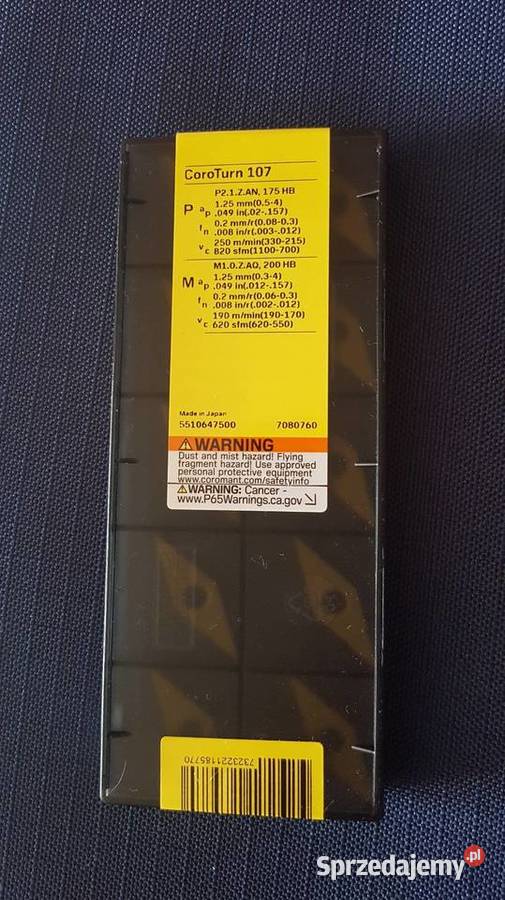 CoroTurn 107
P2.1.Z.AN, 175 HB
P ap 1.25 mm(0.5-4)
.049 in(.02-.157)
fn 0.2 mm/r(0.08-0.3)
.008 in/r(.003-.012)
vc 250 m/min(330-215)
820 sfm(1100-700)
M1.0.Z.AQ, 200 HB
M ap 1.25 mm(0.3-4)
.049 in(.012-.157)
fn 0.2 mm/r(0.06-0.3)
.008 in/r(.002-.012)
vc 190 m/min(190-170)
620 sfm(620-550)
Made in Japan
5510647500 7080760
WARNING
Dust and mist hazard! Flying
fragment hazard! Use approved
personal protective equipment
www.coromant.com/safetyinfo
WARNING: Cancer -
www.P65Warnings.ca.gov
7323221185770
Sprzedajemy.pl